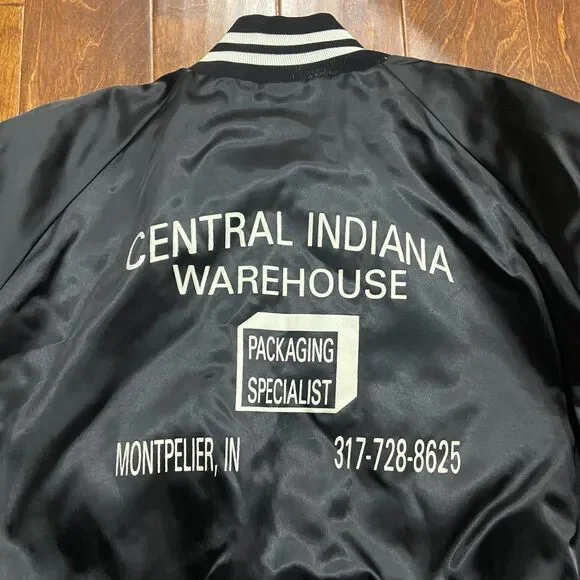 CENTRAL INDIANA
WAREHOUSE
PACKAGING
SPECIALIST
MONTPELIER, IN 317-728-8625